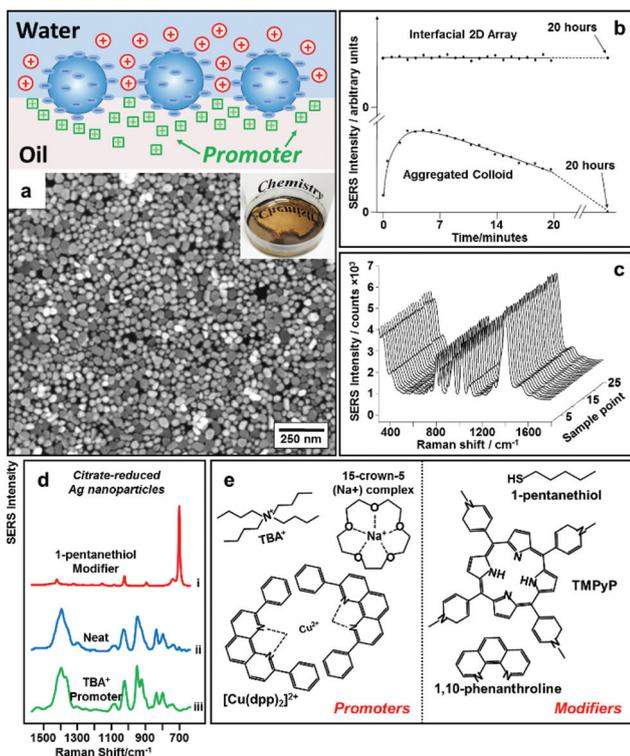 Water
Oil
Promoter
a
Chemistry
250 nm
b
SERS Intensity / arbitrary units
Interfacial 2D Array
20 hours
0
Aggregated Colloid
20 hours
0
0
7
14
20
Time/minutes
c
SERS Intensity / counts ×10³
7
6
5
4
3
2
1
0
400
800
1200
1600
Raman shift / cm⁻¹
5
15
25
Sample point
d
SERS Intensity
Citrate-reduced
Ag nanoparticles
1-pentanethiol
Modifier
i
Neat
ii
TBA⁺
Promoter
iii
1500
1300
1100
900
700
Raman Shift/cm⁻¹
e
N⁺
TBA⁺
15-crown-5
(Na+) complex
O
O
O
O
O
Na⁺
N
N
Cu²⁺
N
N
[Cu(dpp)₂]²⁺
Promoters
HS
1-pentanethiol
N
N
N
NH
HN
N
N
N
TMPyP
N
N
1,10-phenanthroline
Modifiers